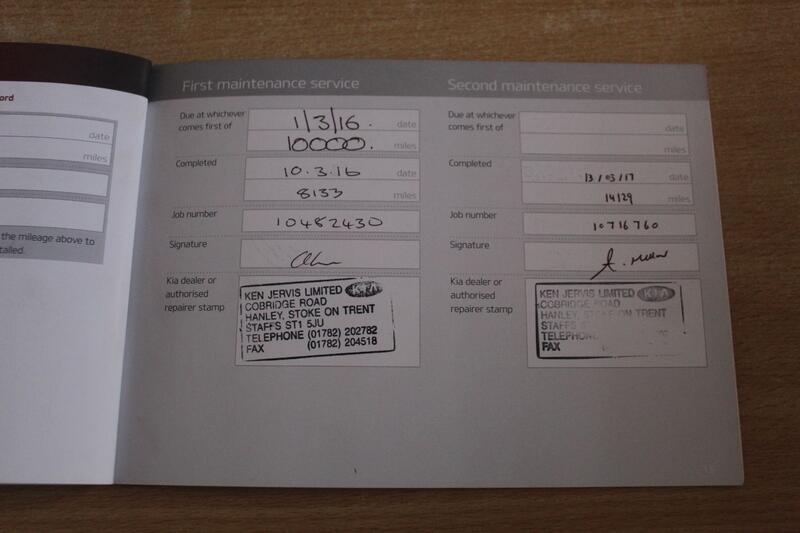 ord
date
miles
the mileage above to
talled.
First maintenance service
Due at whichever
comes first of
1/3/16. date
10000. miles
Completed
10.3.16 date
8133 miles
Job number
10482430
Signature
Kia dealer or
authorised
repairer stamp
KEN JERVIS LIMITED KIA
COBRIDGE ROAD
HANLEY, STOKE ON TRENT
STAFFS ST1 5JU
TELEPHONE (01782) 202782
FAX (01782) 204518
Second maintenance service
Due at whichever
comes first of
date
miles
Completed
13/03/17 date
14129 miles
Job number
10716760
Signature
Kia dealer or
authorised
repairer stamp
KEN JERVIS LIMITED KIA
COBRIDGE ROAD
HANLEY, STOKE ON TRENT
STAFFS
TELEPHONE
FAX